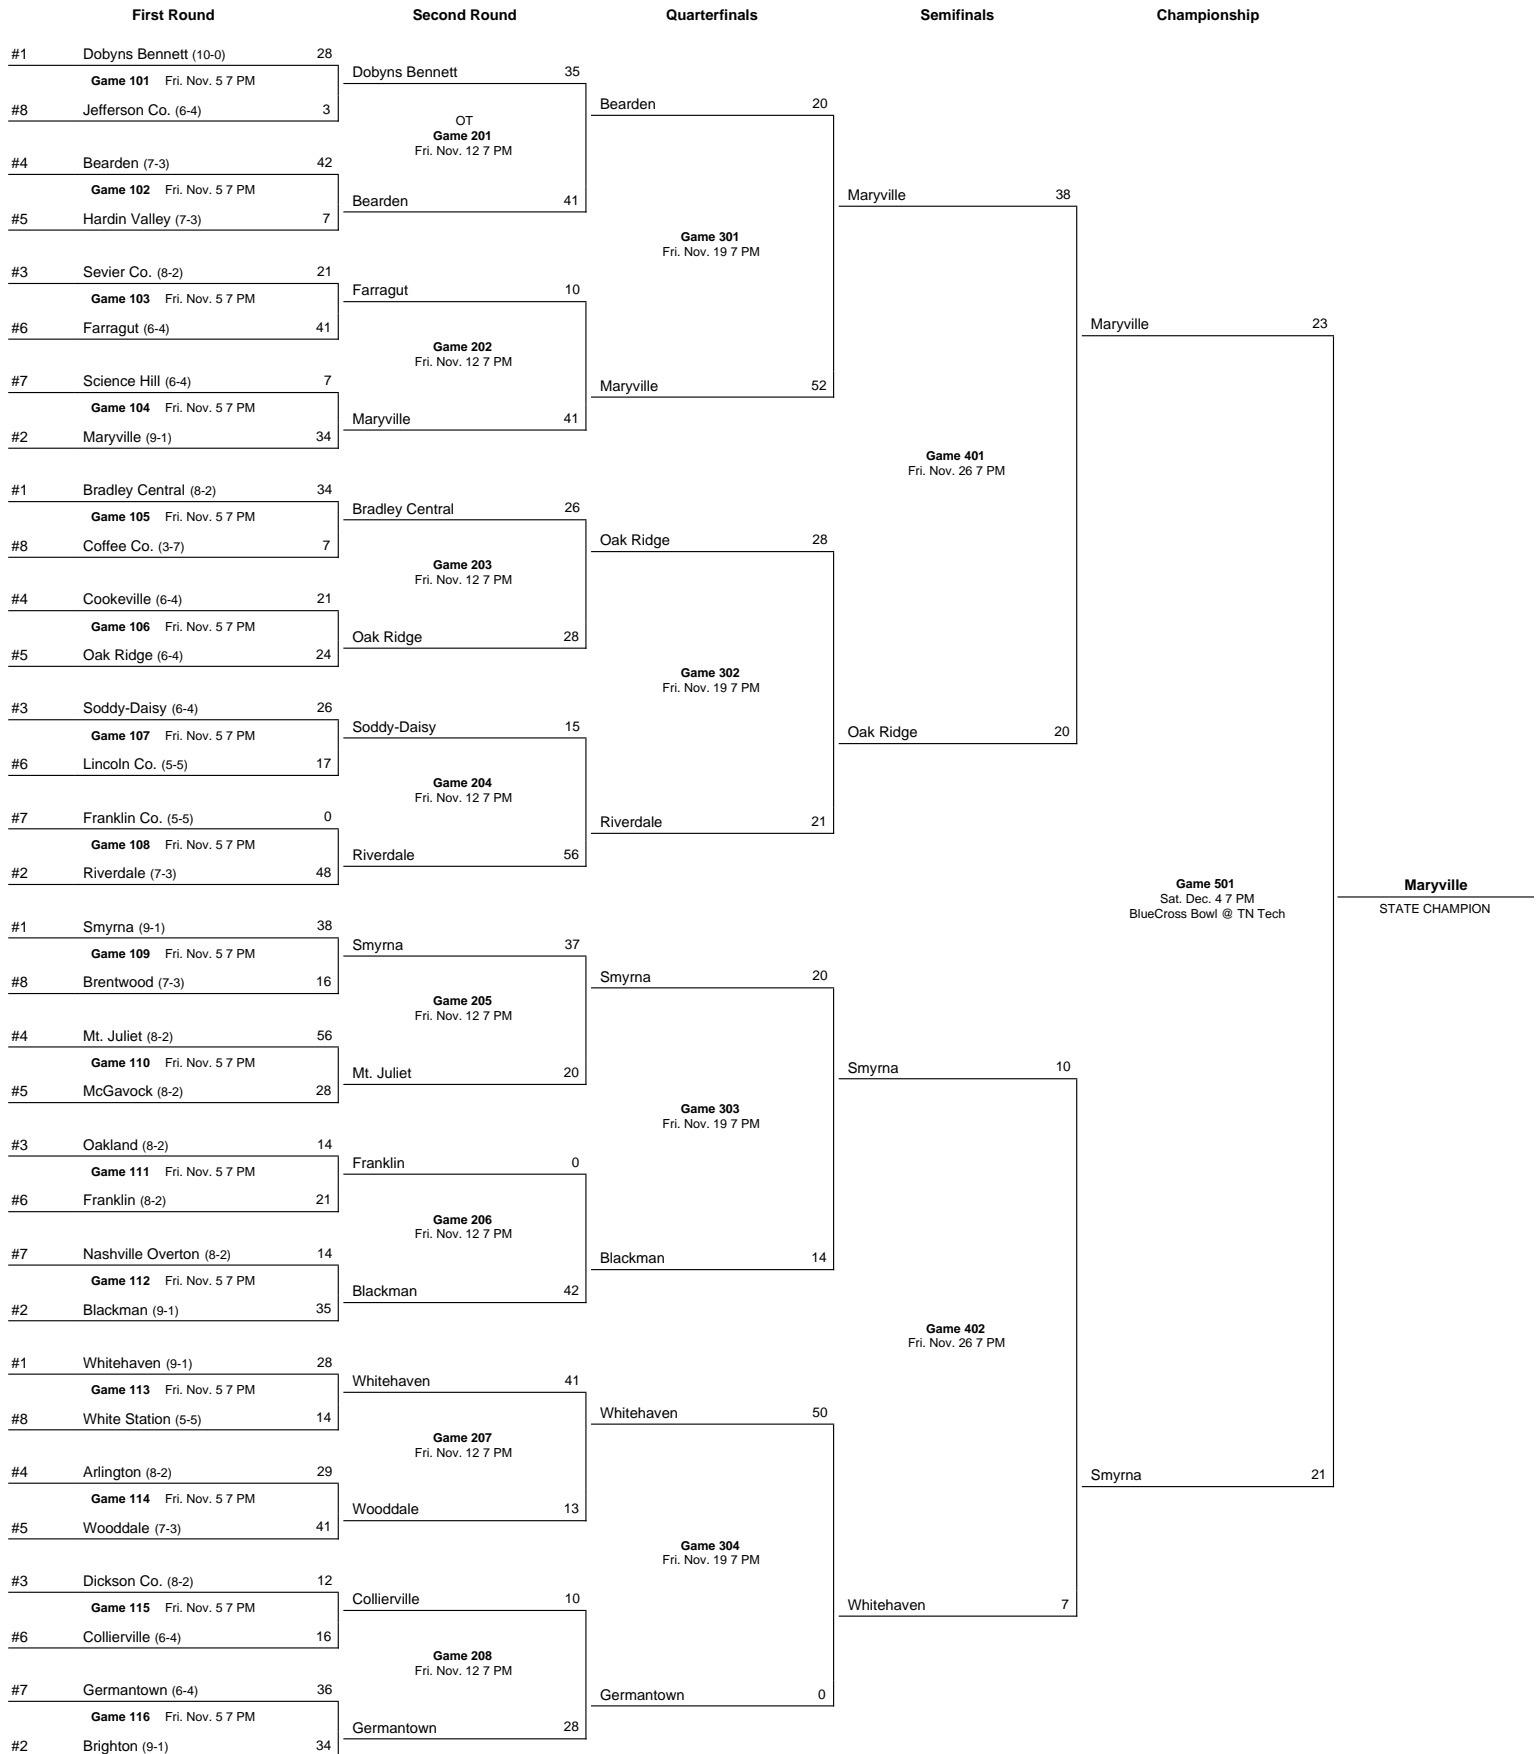 First Round
Second Round
Quarterfinals
Semifinals
Championship
#1 Dobyns Bennett (10-0) 28
Game 101 Fri. Nov. 5 7 PM
#8 Jefferson Co. (6-4) 3
#4 Bearden (7-3) 42
Game 102 Fri. Nov. 5 7 PM
#5 Hardin Valley (7-3) 7
#3 Sevier Co. (8-2) 21
Game 103 Fri. Nov. 5 7 PM
#6 Farragut (6-4) 41
#7 Science Hill (6-4) 7
Game 104 Fri. Nov. 5 7 PM
#2 Maryville (9-1) 34
#1 Bradley Central (8-2) 34
Game 105 Fri. Nov. 5 7 PM
#8 Coffee Co. (3-7) 7
#4 Cookeville (6-4) 21
Game 106 Fri. Nov. 5 7 PM
#5 Oak Ridge (6-4) 24
#3 Soddy-Daisy (6-4) 26
Game 107 Fri. Nov. 5 7 PM
#6 Lincoln Co. (5-5) 17
#7 Franklin Co. (5-5) 0
Game 108 Fri. Nov. 5 7 PM
#2 Riverdale (7-3) 48
#1 Smyrna (9-1) 38
Game 109 Fri. Nov. 5 7 PM
#8 Brentwood (7-3) 16
#4 Mt. Juliet (8-2) 56
Game 110 Fri. Nov. 5 7 PM
#5 McGavock (8-2) 28
#3 Oakland (8-2) 14
Game 111 Fri. Nov. 5 7 PM
#6 Franklin (8-2) 21
#7 Nashville Overton (8-2) 14
Game 112 Fri. Nov. 5 7 PM
#2 Blackman (9-1) 35
#1 Whitehaven (9-1) 28
Game 113 Fri. Nov. 5 7 PM
#8 White Station (5-5) 14
#4 Arlington (8-2) 29
Game 114 Fri. Nov. 5 7 PM
#5 Wooddale (7-3) 41
#3 Dickson Co. (8-2) 12
Game 115 Fri. Nov. 5 7 PM
#6 Collierville (6-4) 16
#7 Germantown (6-4) 36
Game 116 Fri. Nov. 5 7 PM
#2 Brighton (9-1) 34
Dobyns Bennett 35
OT
Game 201
Fri. Nov. 12 7 PM
Bearden 41
Farragut 10
Game 202
Fri. Nov. 12 7 PM
Maryville 41
Bradley Central 26
Game 203
Fri. Nov. 12 7 PM
Oak Ridge 28
Soddy-Daisy 15
Game 204
Fri. Nov. 12 7 PM
Riverdale 56
Smyrna 37
Game 205
Fri. Nov. 12 7 PM
Mt. Juliet 20
Franklin 0
Game 206
Fri. Nov. 12 7 PM
Blackman 42
Whitehaven 41
Game 207
Fri. Nov. 12 7 PM
Wooddale 13
Collierville 10
Game 208
Fri. Nov. 12 7 PM
Germantown 28
Bearden 20
Game 301
Fri. Nov. 19 7 PM
Maryville 52
Oak Ridge 28
Game 302
Fri. Nov. 19 7 PM
Riverdale 21
Smyrna 20
Game 303
Fri. Nov. 19 7 PM
Blackman 14
Whitehaven 50
Game 304
Fri. Nov. 19 7 PM
Germantown 0
Maryville 38
Game 401
Fri. Nov. 26 7 PM
Oak Ridge 20
Smyrna 10
Game 402
Fri. Nov. 26 7 PM
Whitehaven 7
Maryville 23
Game 501
Sat. Dec. 4 7 PM
BlueCross Bowl @ TN Tech
Smyrna 21
Maryville
STATE CHAMPION